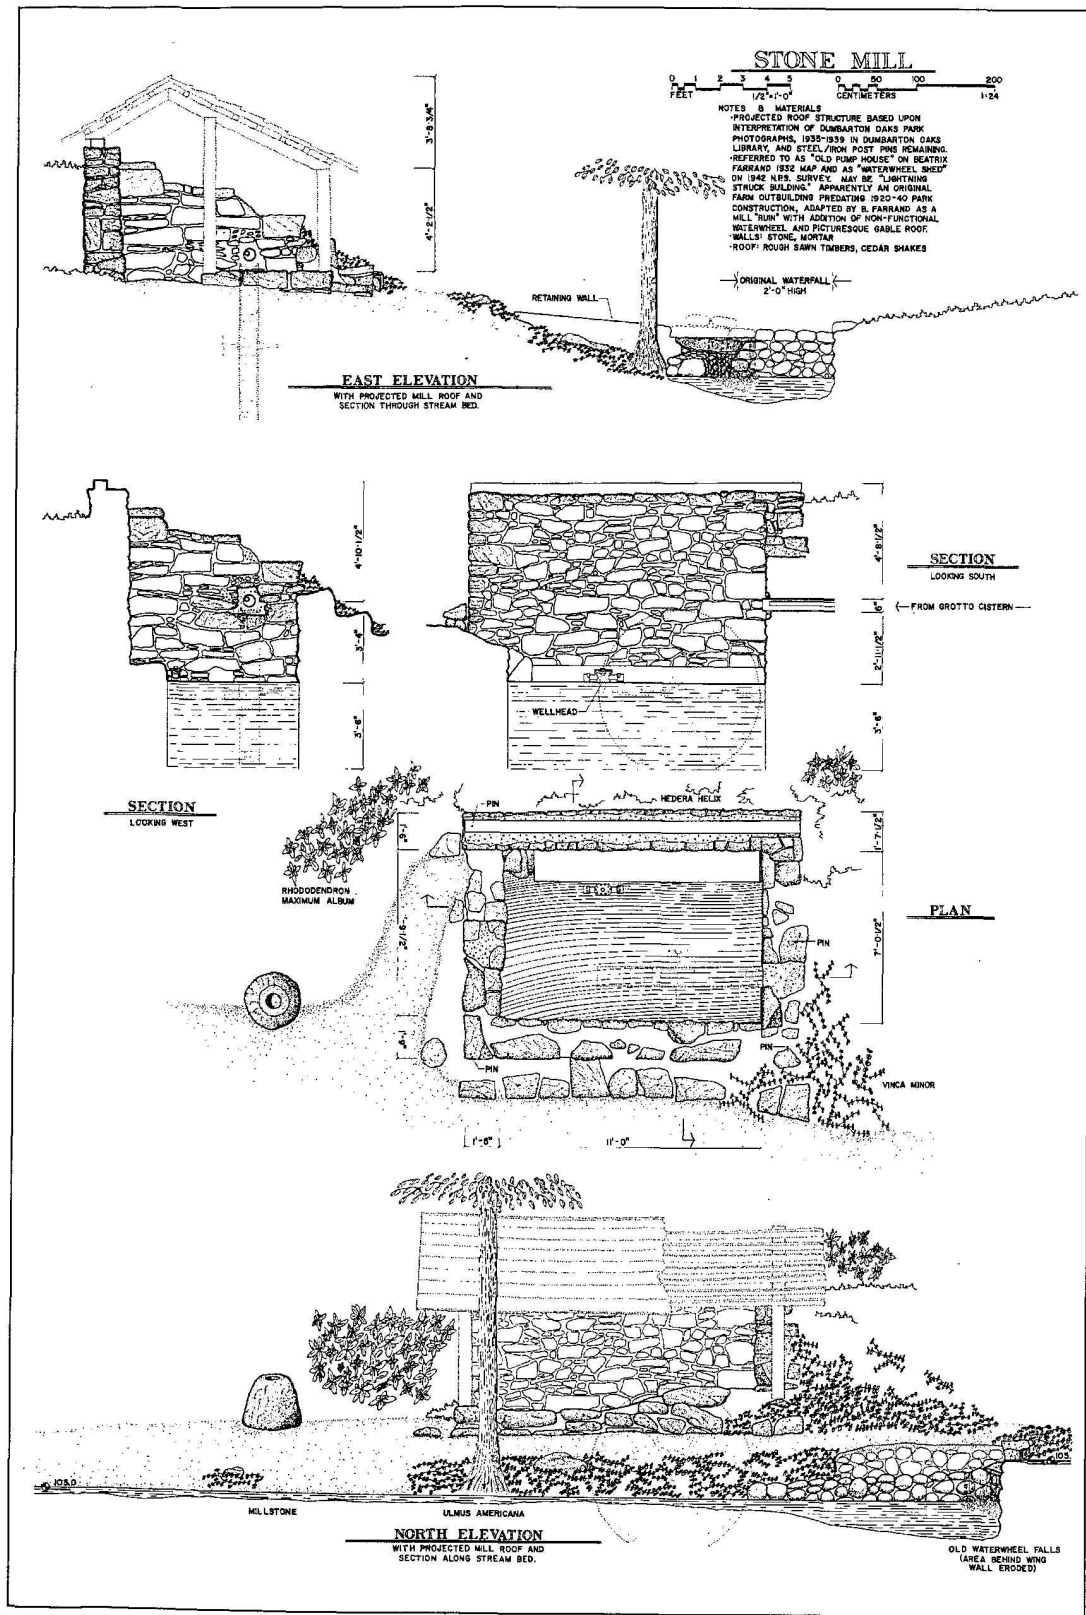 STONE MILL
0 1 2 3 4 5
FEET 1/2"=1'-0"
0 50 100 200
CENTIMETERS 1:24
NOTES & MATERIALS
·PROJECTED ROOF STRUCTURE BASED UPON
INTERPRETATION OF DUMBARTON OAKS PARK
PHOTOGRAPHS, 1935-1939 IN DUMBARTON OAKS
LIBRARY, AND STEEL/IRON POST PINS REMAINING.
·REFERRED TO AS "OLD PUMP HOUSE" ON BEATRIX
FARRAND 1932 MAP AND AS "WATERWHEEL SHED"
ON 1942 N.P.S. SURVEY. MAY BE "LIGHTNING
STRUCK BUILDING." APPARENTLY AN ORIGINAL
FARM OUTBUILDING PREDATING 1920-40 PARK
CONSTRUCTION, ADAPTED BY B. FARRAND AS A
MILL "RUIN" WITH ADDITION OF NON-FUNCTIONAL
WATERWHEEL AND PICTURESQUE GABLE ROOF.
·WALLS: STONE, MORTAR
·ROOF: ROUGH SAWN TIMBERS, CEDAR SHAKES
3'-8-3/4"
4'-2-1/2"
ORIGINAL WATERFALL
2'-0" HIGH
RETAINING WALL
EAST ELEVATION
WITH PROJECTED MILL ROOF AND
SECTION THROUGH STREAM BED.
4'-10-1/2"
3'-4"
3'-6"
4'-8-1/2"
6"
2'-11-1/2"
3'-6"
SECTION
LOOKING SOUTH
FROM GROTTO CISTERN
WELLHEAD
SECTION
LOOKING WEST
PIN
HEDERA HELIX
1'-6"
1'-7-1/2"
RHODODENDRON
MAXIMUM ALBUM
PLAN
7'-0-1/2"
PIN
1'-9"
PIN
PIN
VINCA MINOR
1'-6"
11'-0"
103.0
103.
MILLSTONE
ULMUS AMERICANA
NORTH ELEVATION
WITH PROJECTED MILL ROOF AND
SECTION ALONG STREAM BED.
OLD WATERWHEEL FALLS
(AREA BEHIND WING
WALL ERODED)